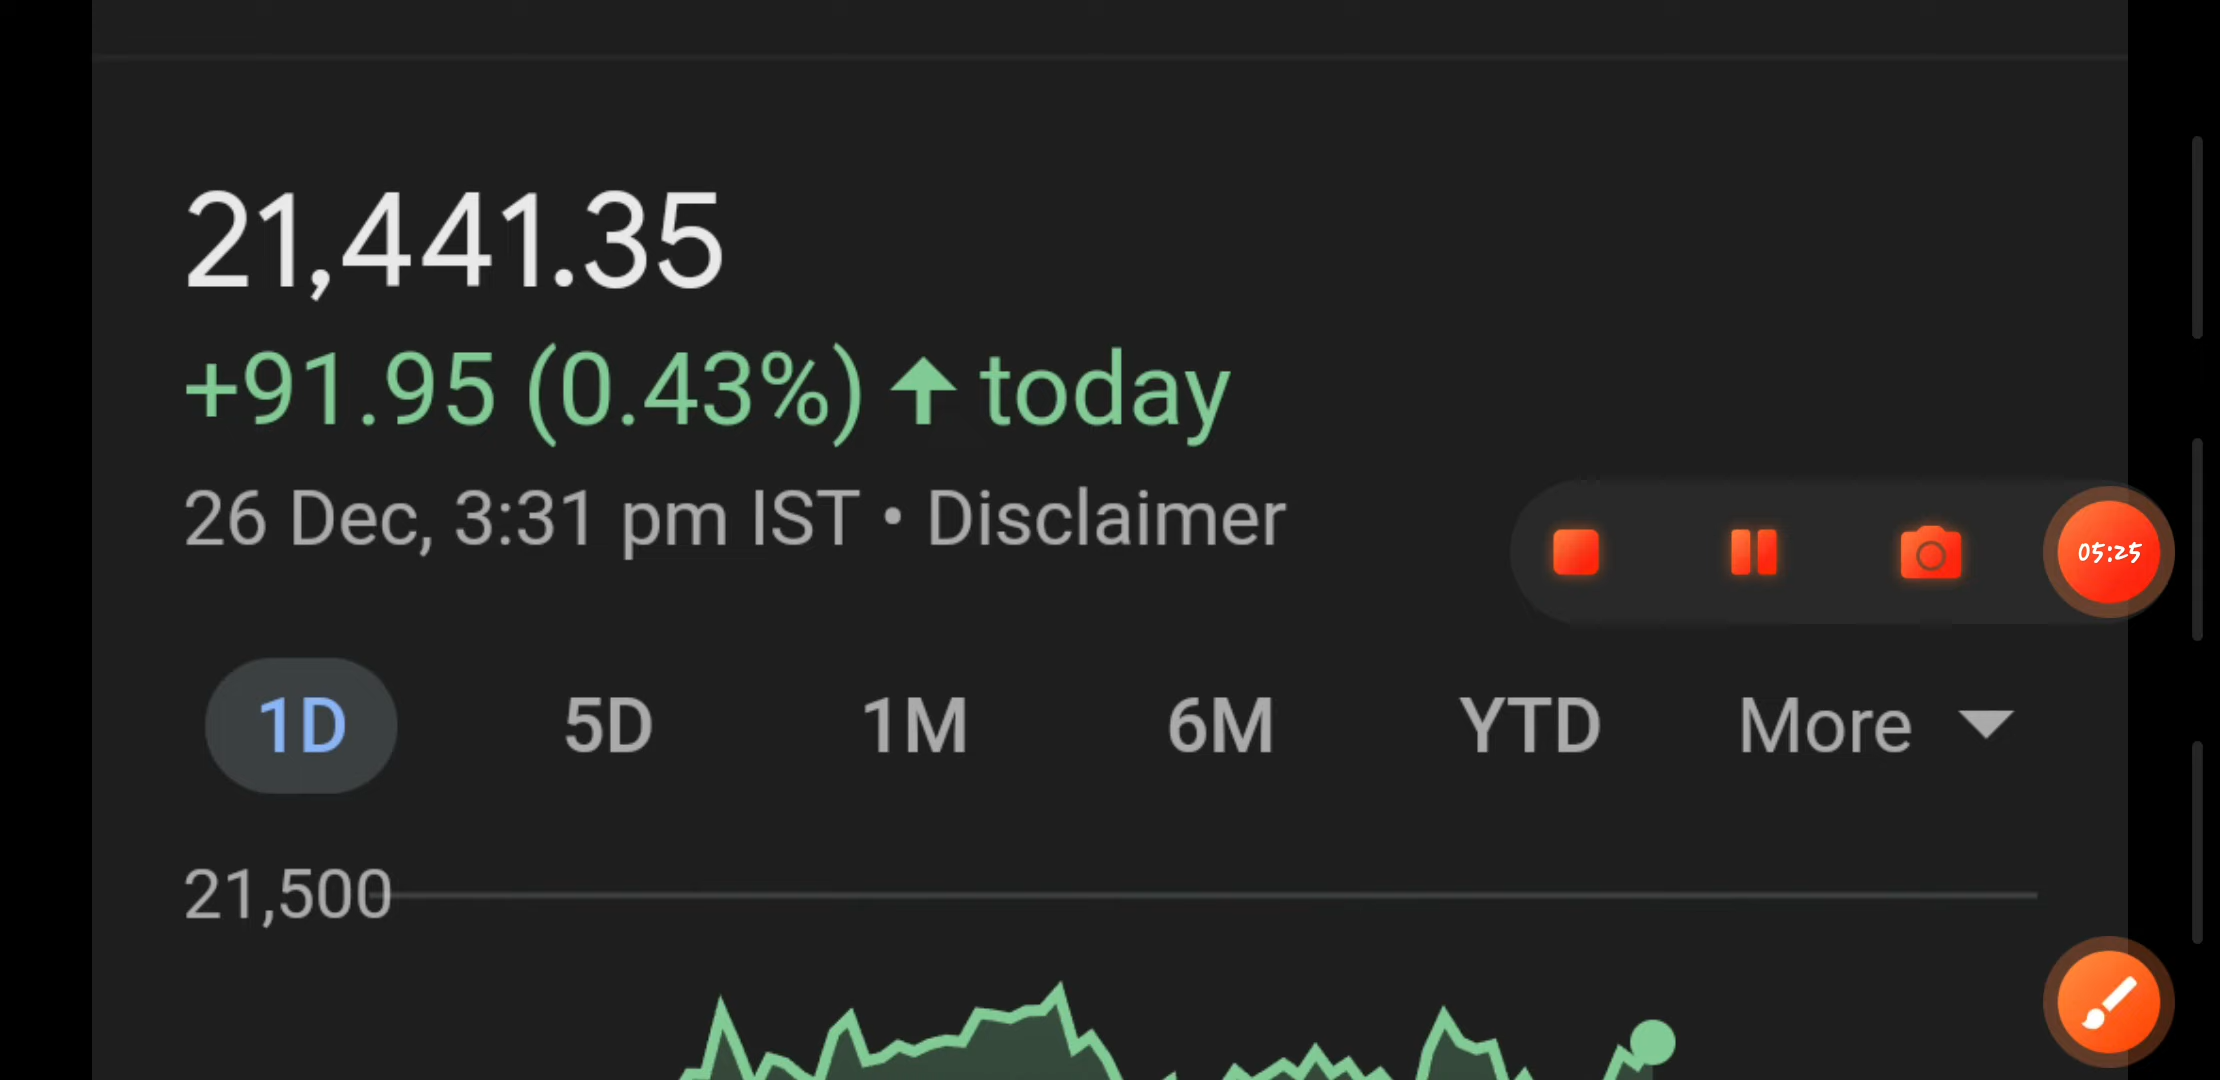 21,441.35
+91.95 (0.43%) ↑ today
26 Dec, 3:31 pm IST • Disclaimer
05:25
1D 5D 1M 6M YTD More
21,500